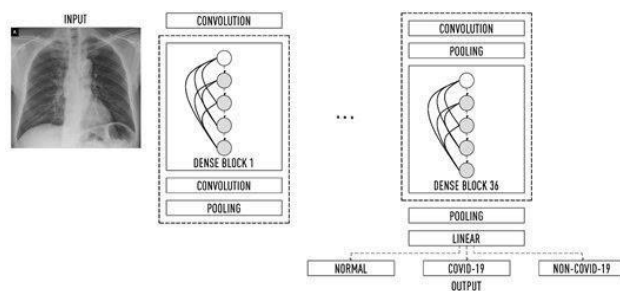 INPUT
A
CONVOLUTION
DENSE BLOCK 1
CONVOLUTION
POOLING
...
CONVOLUTION
POOLING
DENSE BLOCK 36
POOLING
LINEAR
NORMAL
COVID-19
NON-COVID-19
OUTPUT